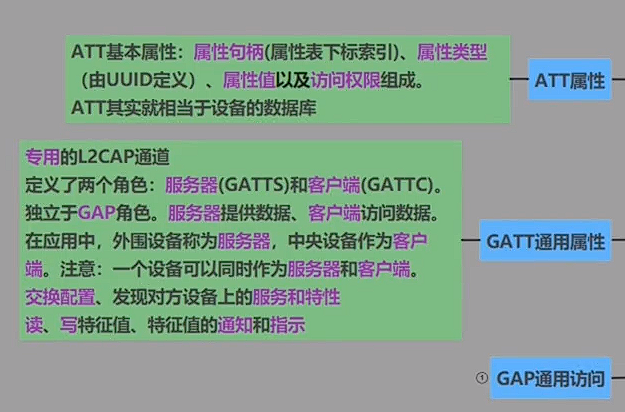 ATT基本属性：属性句柄(属性表下标索引)、属性类型
（由UUID定义）、属性值以及访问权限组成。
ATT其实就相当于设备的数据库
ATT属性
专用的L2CAP通道
定义了两个角色：服务器(GATTS)和客户端(GATTC)。
独立于GAP角色。服务器提供数据、客户端访问数据。
在应用中，外围设备称为服务器，中央设备作为客户
端。注意：一个设备可以同时作为服务器和客户端。
交换配置、发现对方设备上的服务和特性
读、写特征值、特征值的通知和指示
GATT通用属性
① GAP通用访问